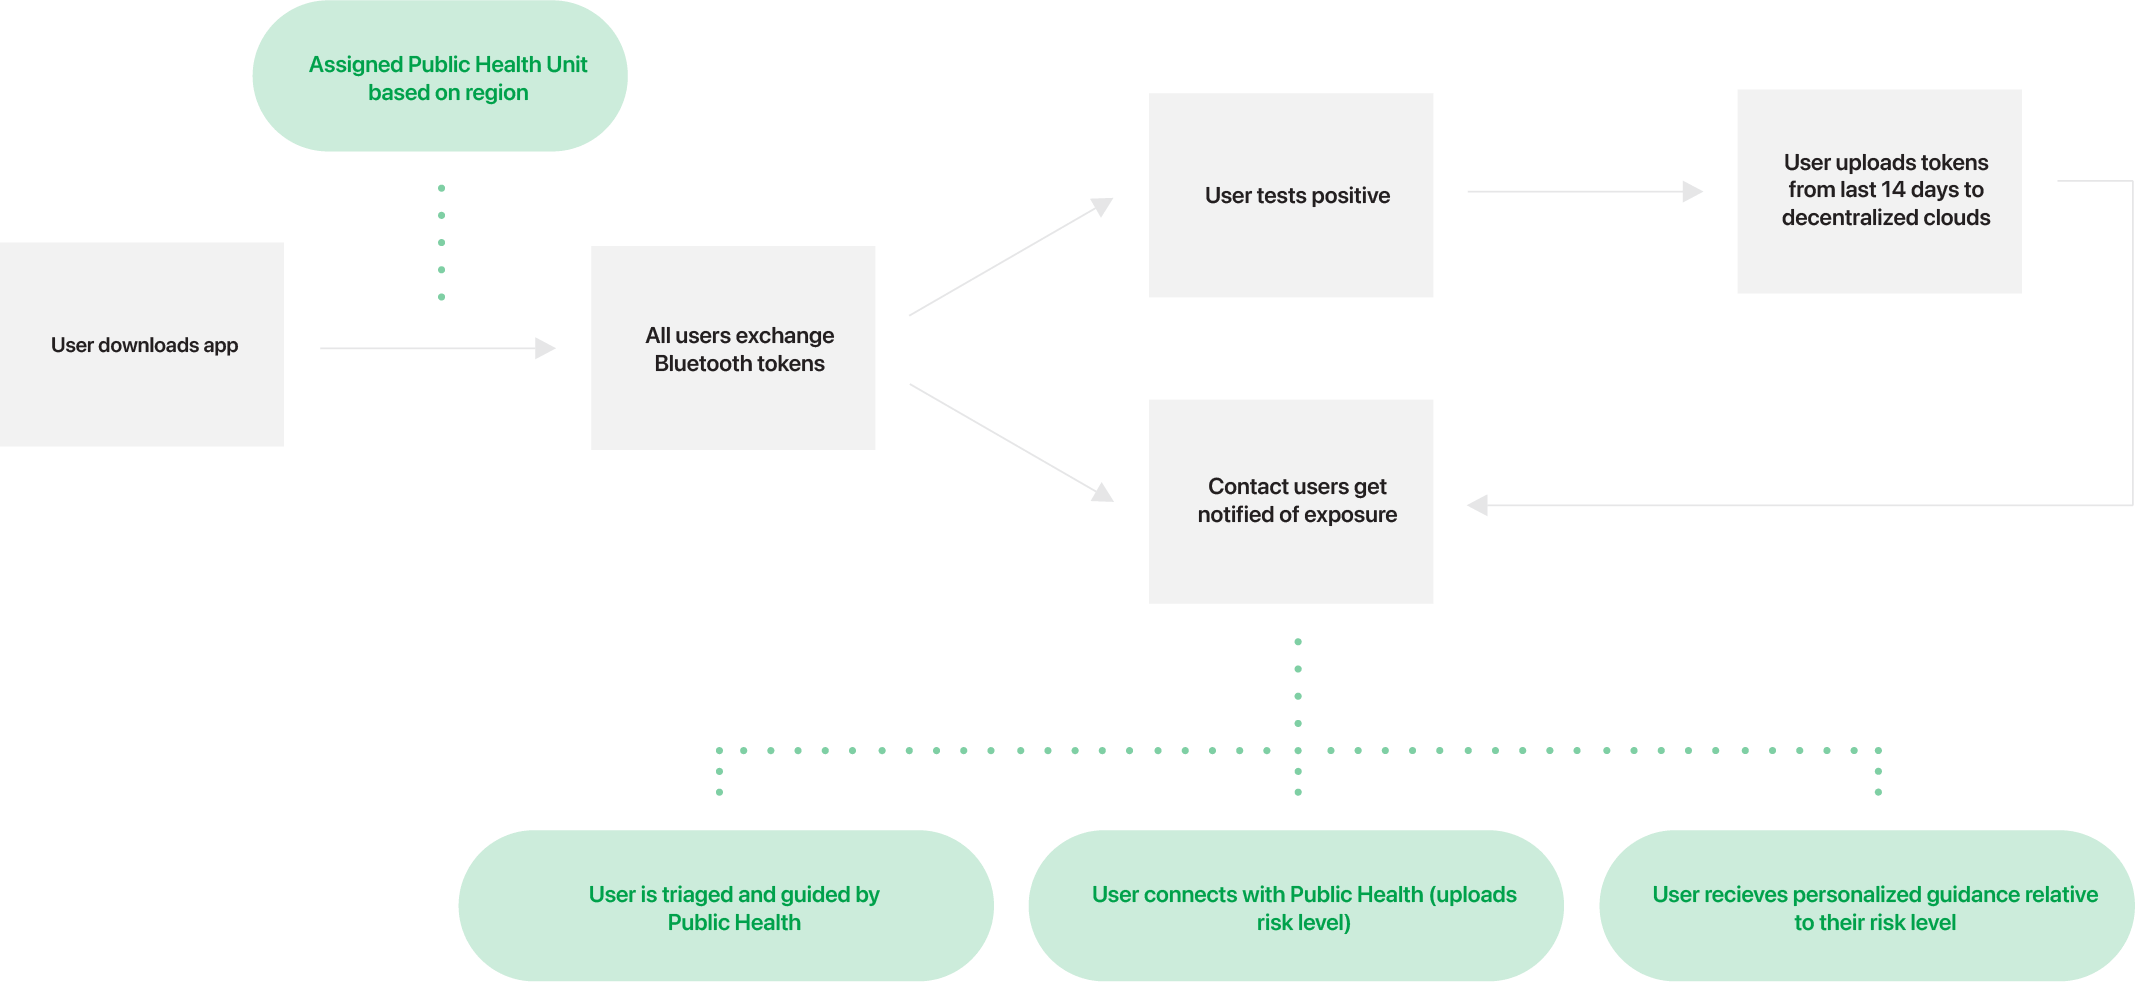 Assigned Public Health Unit
based on region
User downloads app
All users exchange
Bluetooth tokens
User tests positive
User uploads tokens
from last 14 days to
decentralized clouds
Contact users get
notified of exposure
User is triaged and guided by
Public Health
User connects with Public Health (uploads
risk level)
User recieves personalized guidance relative
to their risk level